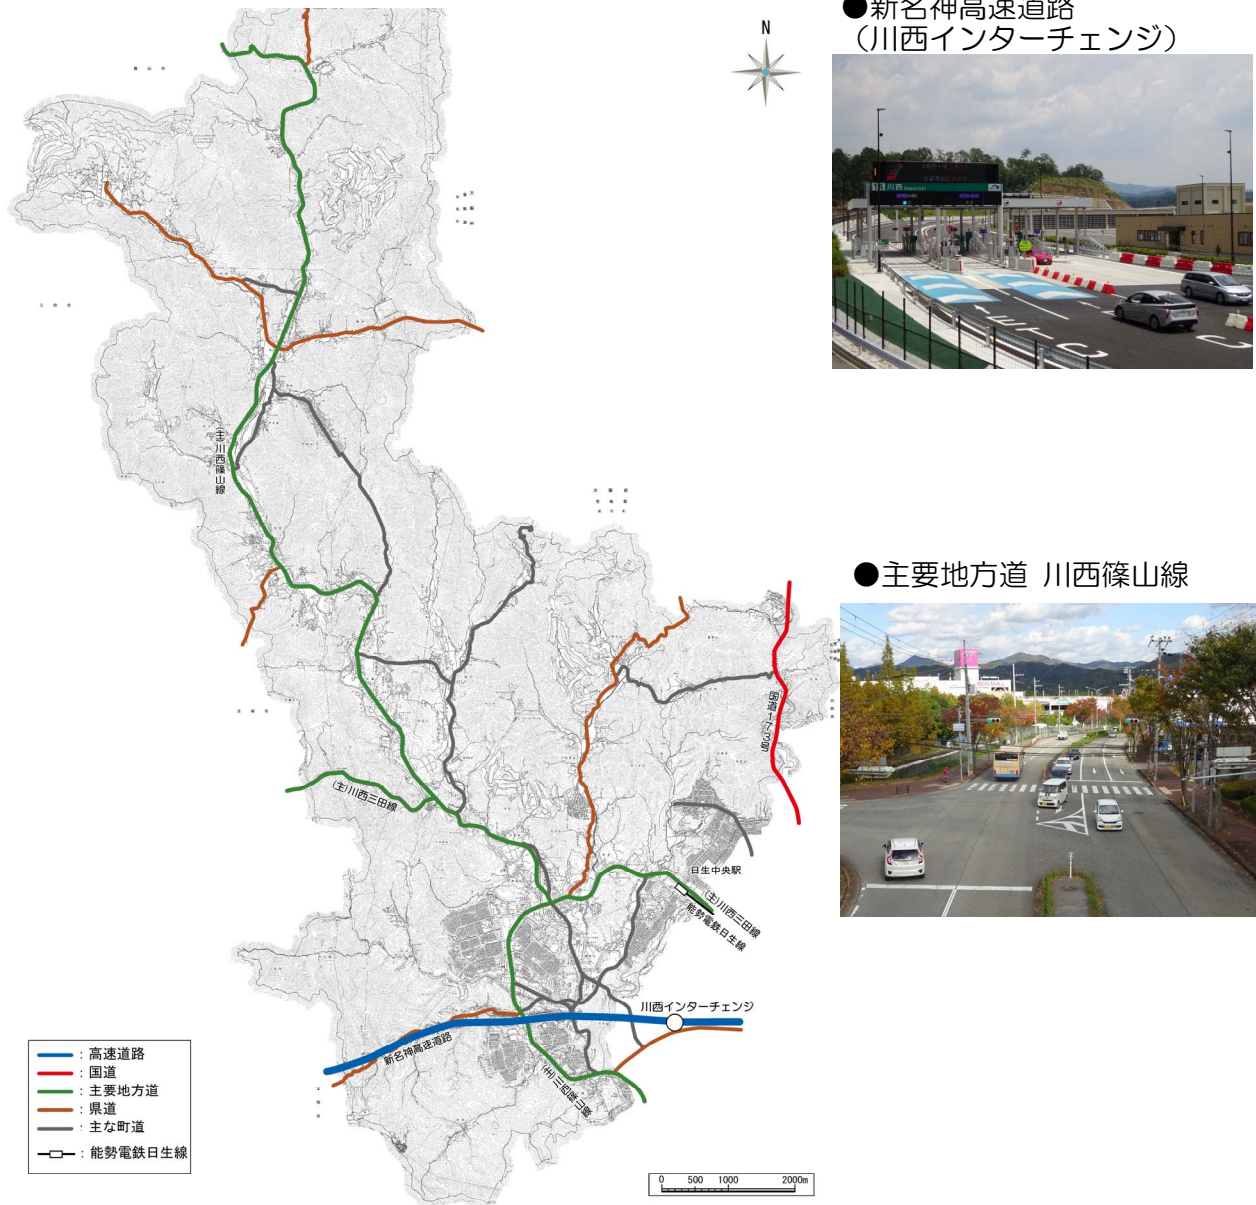 ●新名神高速道路
（川西インターチェンジ）
N
川西
Kawanishi
ETC
●主要地方道 川西篠山線
(主)川西篠山線
国道173号
(主)川西三田線
日生中央駅
(主)川西三田線
能勢電鉄日生線
川西インターチェンジ
新名神高速道路
(主)川西篠山線
：高速道路
：国道
：主要地方道
：県道
：主な町道
：能勢電鉄日生線
0 500 1000 2000m